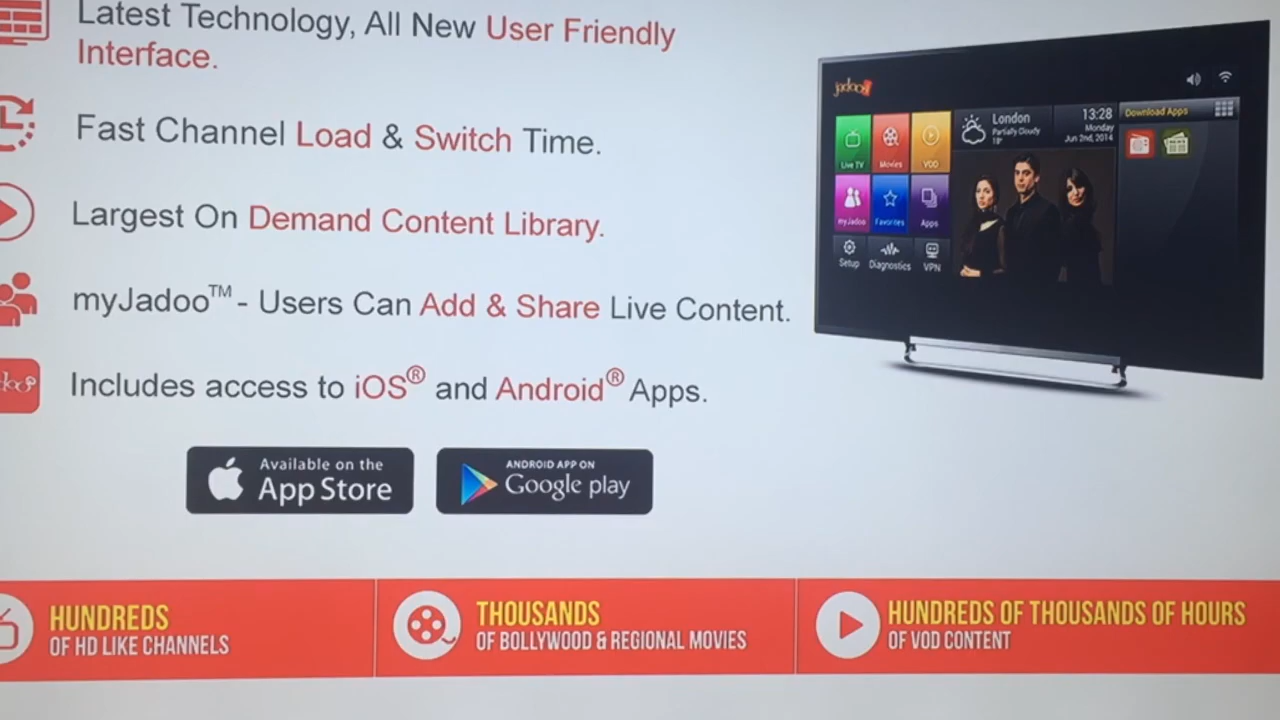 Latest Technology, All New User Friendly
Interface.
Fast Channel Load & Switch Time.
Largest On Demand Content Library.
myJadoo™ - Users Can Add & Share Live Content.
Includes access to iOS® and Android® Apps.
Available on the
App Store
ANDROID APP ON
Google play
jadoo
London
Partially Cloudy
18°
13:28
Monday
Jun 2nd, 2014
Download Apps
Live TV
Movies
VOD
myJadoo
Favorites
Apps
Setup
Diagnostics
VPN
HUNDREDS
OF HD LIKE CHANNELS
THOUSANDS
OF BOLLYWOOD & REGIONAL MOVIES
HUNDREDS OF THOUSANDS OF HOURS
OF VOD CONTENT